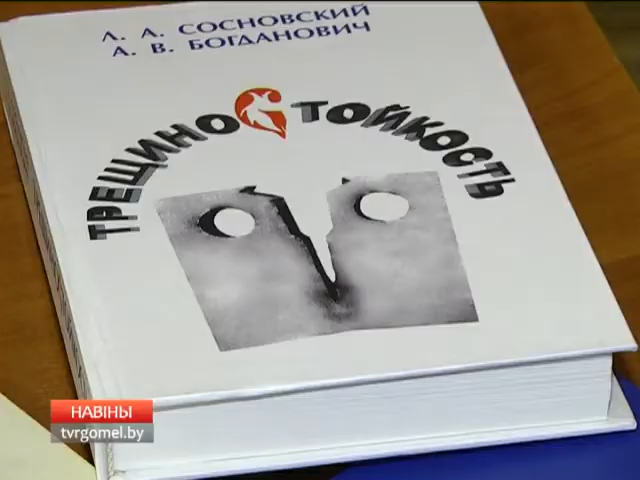 Л. А. СОСНОВСКИЙ
А. В. БОГДАНОВИЧ
ТРЕЩИНОСТОЙКОСТЬ
НАВІНЫ
tvrgomel.by